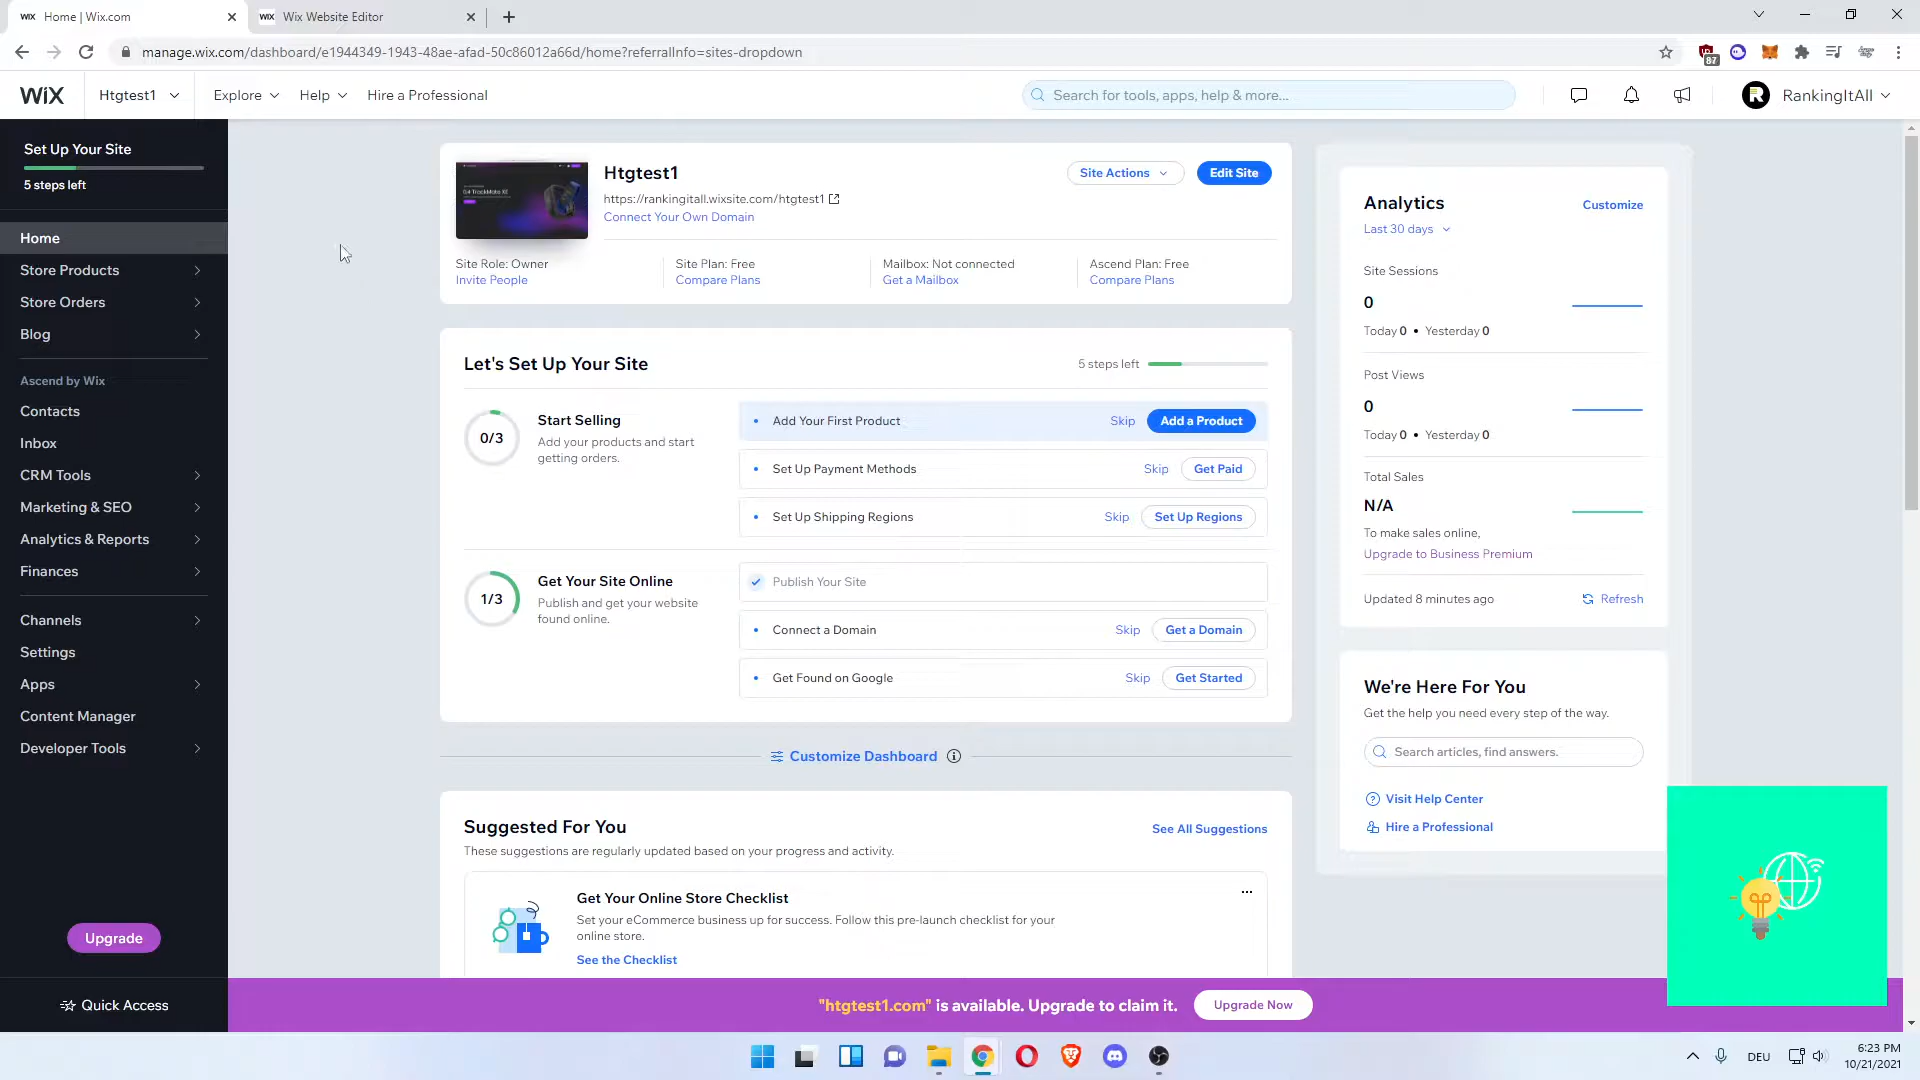 WIX Home | Wix.com
WIX Wix Website Editor
manage.wix.com/dashboard/e1944349-1943-48ae-afad-50c86012a66d/home?referralInfo=sites-dropdown
87
WIX
Htgtest1
Explore
Help
Hire a Professional
Search for tools, apps, help & more...
R
RankingItAll
Set Up Your Site
5 steps left
Home
Store Products
Store Orders
Blog
Ascend by Wix
Contacts
Inbox
CRM Tools
Marketing & SEO
Analytics & Reports
Finances
Channels
Settings
Apps
Content Manager
Developer Tools
Upgrade
Quick Access
Htgtest1
Site Actions
Edit Site
https://rankingitall.wixsite.com/htgtest1
Connect Your Own Domain
Site Role: Owner
Invite People
Site Plan: Free
Compare Plans
Mailbox: Not connected
Get a Mailbox
Ascend Plan: Free
Compare Plans
Let's Set Up Your Site
5 steps left
0/3
Start Selling
Add your products and start
getting orders.
Add Your First Product
Skip
Add a Product
Set Up Payment Methods
Skip
Get Paid
Set Up Shipping Regions
Skip
Set Up Regions
1/3
Get Your Site Online
Publish and get your website
found online.
Publish Your Site
Connect a Domain
Skip
Get a Domain
Get Found on Google
Skip
Get Started
Customize Dashboard
Suggested For You
See All Suggestions
These suggestions are regularly updated based on your progress and activity.
Get Your Online Store Checklist
Set your eCommerce business up for success. Follow this pre-launch checklist for your
online store.
See the Checklist
Analytics
Customize
Last 30 days
Site Sessions
0
Today 0 • Yesterday 0
Post Views
0
Today 0 • Yesterday 0
Total Sales
N/A
To make sales online,
Upgrade to Business Premium
Updated 8 minutes ago
Refresh
We're Here For You
Get the help you need every step of the way.
Search articles, find answers.
Visit Help Center
Hire a Professional
"htgtest1.com" is available. Upgrade to claim it.
Upgrade Now
DEU
6:23 PM
10/21/2021